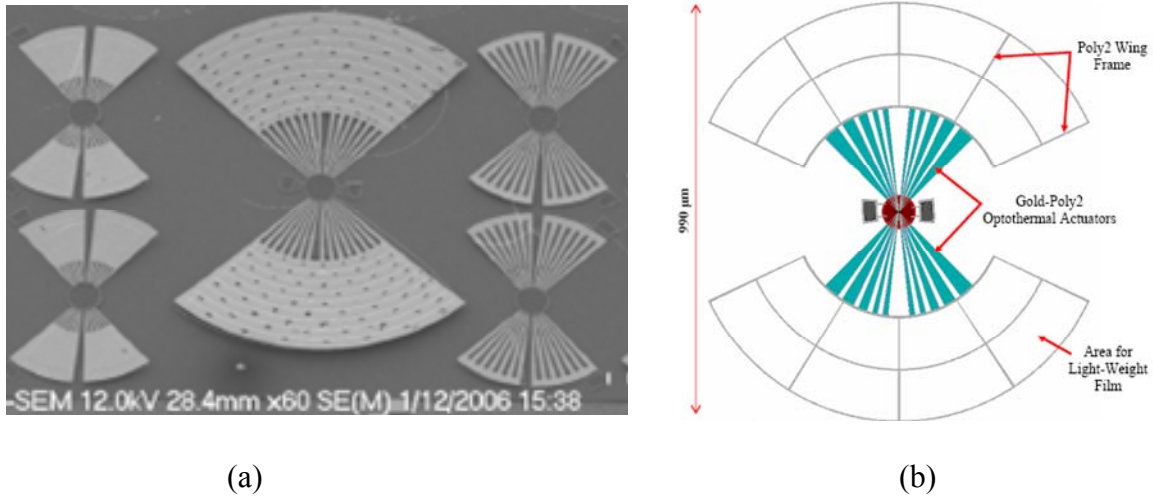 Poly2 Wing
Frame
990 µm
Gold-Poly2
Optothermal Actuators
Area for
Light-Weight
Film
-SEM 12.0kV 28.4mm x60 SE(M) 1/12/2006 15:38
(a)
(b)